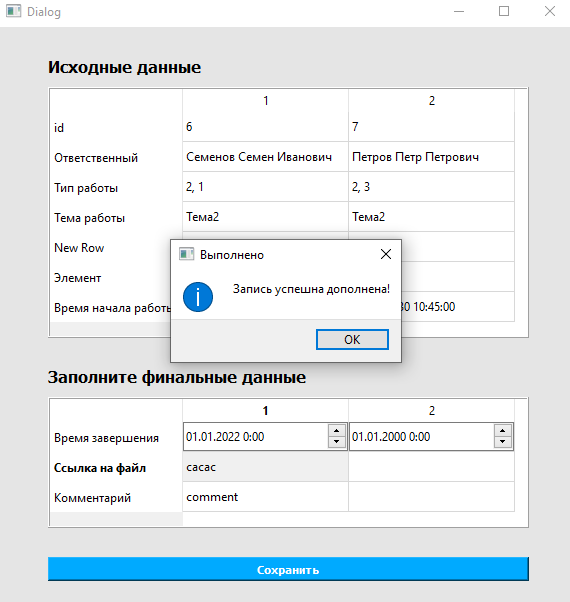 Dialog
Исходные данные
1 2
id 6 7
Ответственный Семенов Семен Иванович Петров Петр Петрович
Тип работы 2, 1 2, 3
Тема работы Тема2 Тема2
New Row
Элемент
Время начала работы 10:45:00
Выполнено
Запись успешна дополнена!
OK
Заполните финальные данные
1 2
Время завершения 01.01.2022 0:00 01.01.2000 0:00
Ссылка на файл cacac
Комментарий comment
Сохранить